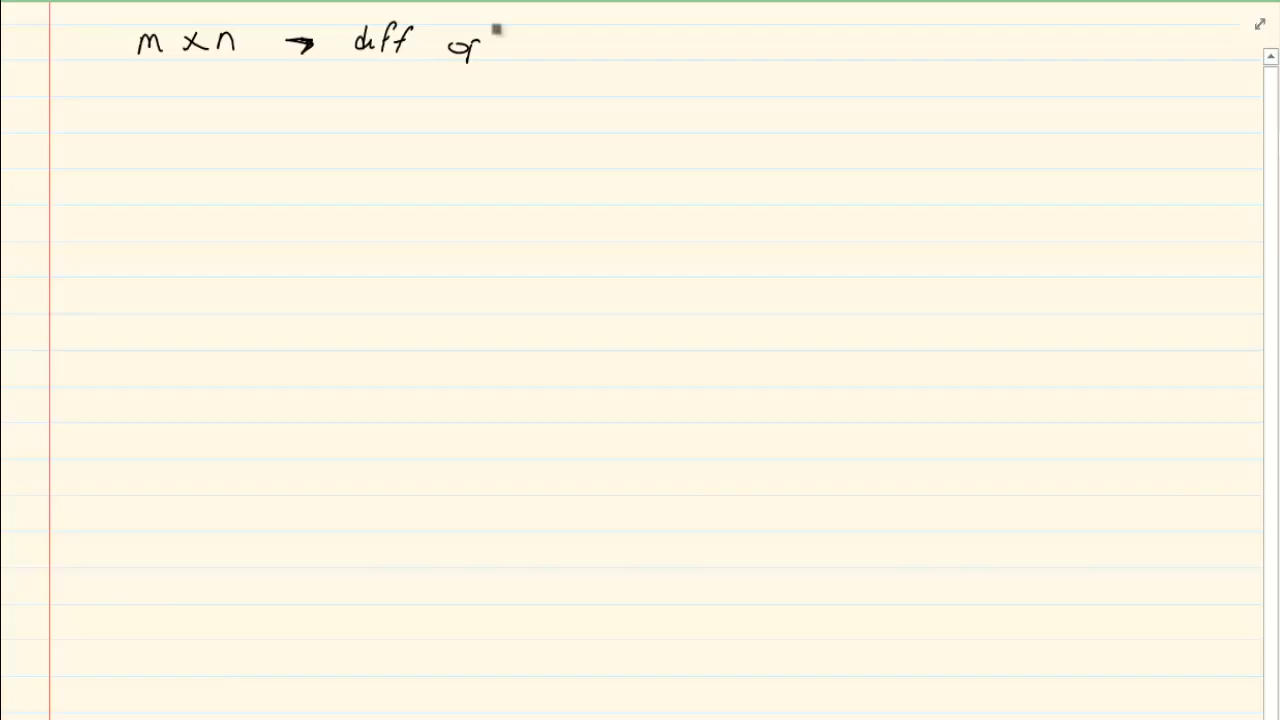 m × n → diff of